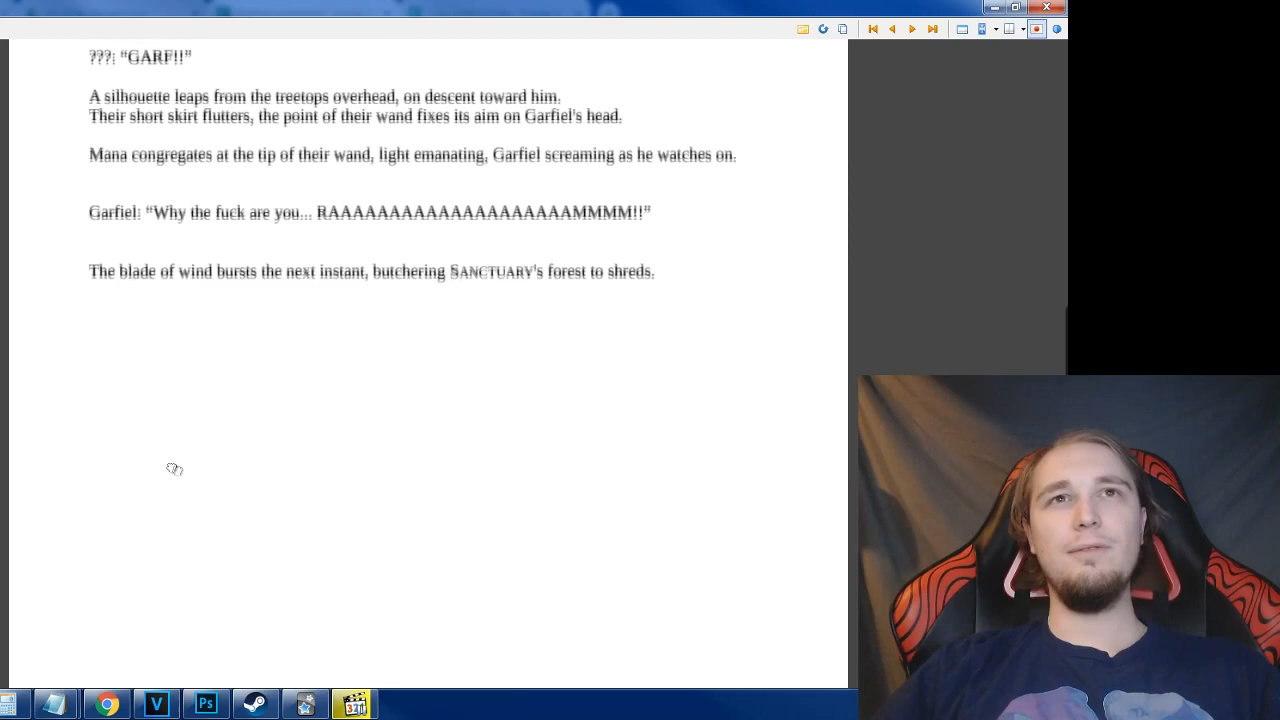 ???: “GARF!!”
A silhouette leaps from the treetops overhead, on descent toward him.
Their short skirt flutters, the point of their wand fixes its aim on Garfiel's head.
Mana congregates at the tip of their wand, light emanating, Garfiel screaming as he watches on.
Garfiel: “Why the fuck are you... RAAAAAAAAAAAAAAAAAAAAMMMM!!”
The blade of wind bursts the next instant, butchering SANCTUARY's forest to shreds.
V
Ps
321